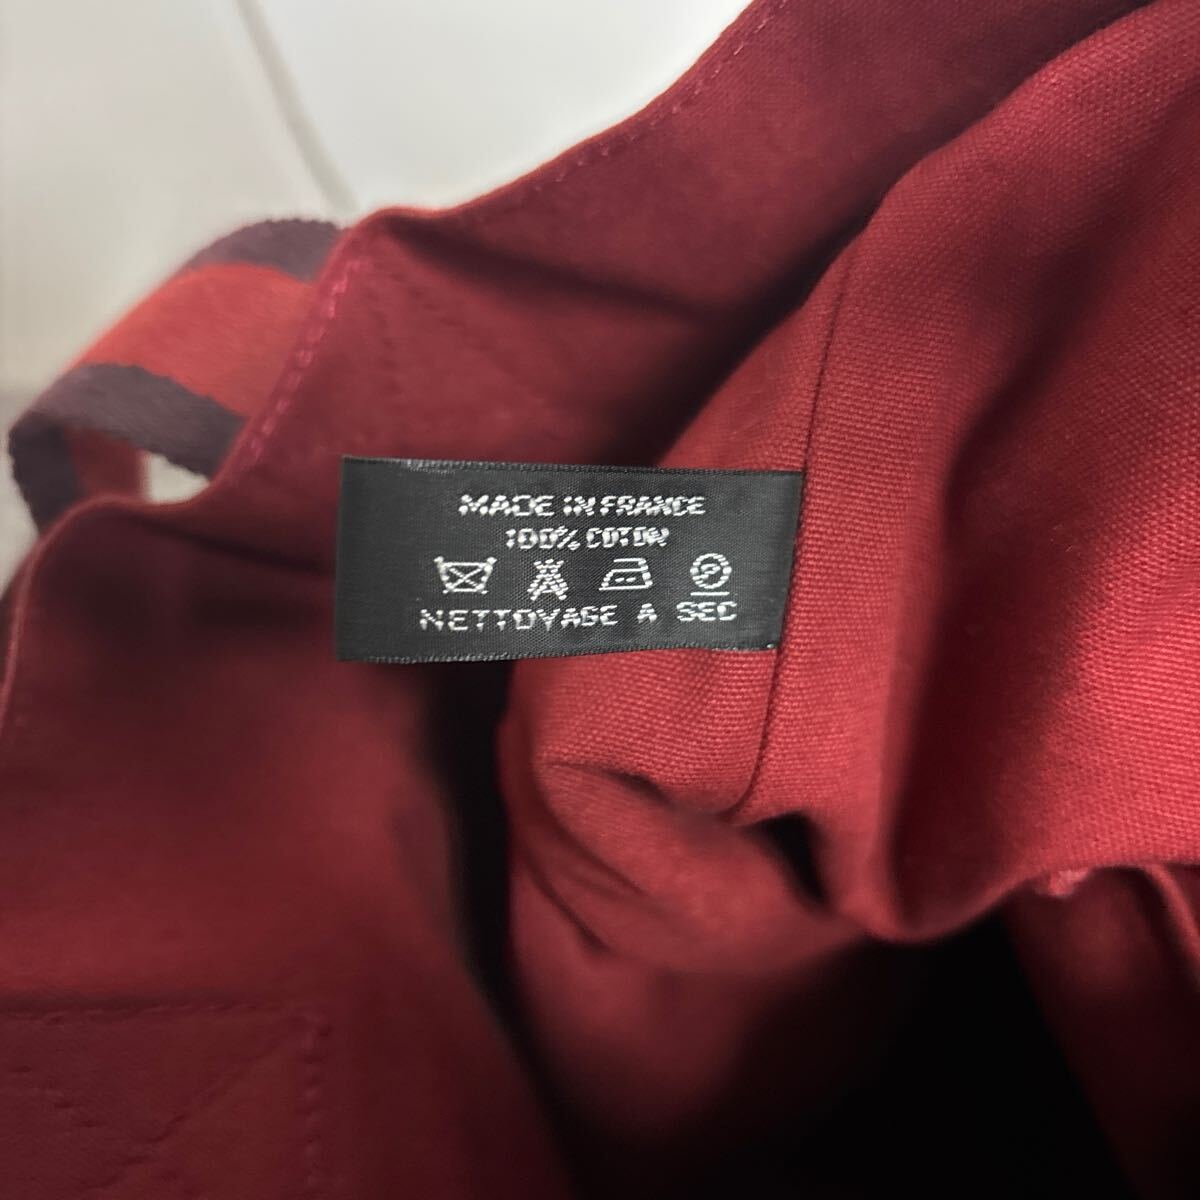 MADE IN FRANCE
100% COTON
P
NETTOYAGE A SEC